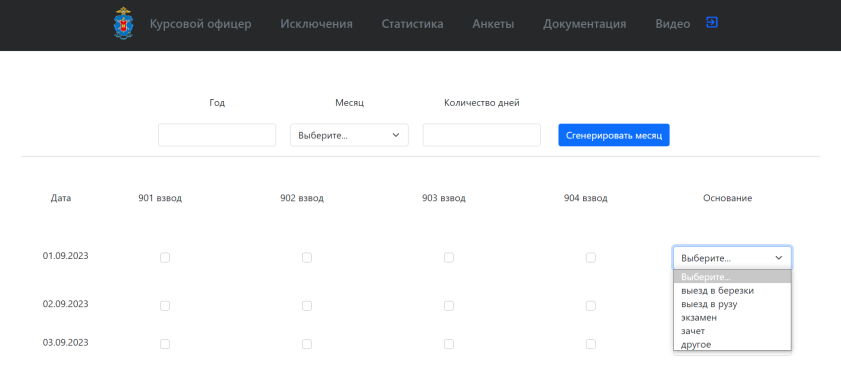 Курсовой офицер Исключения Статистика Анкеты Документация Видео
Год Месяц Количество дней
Выберите... Сгенерировать месяц
Дата 901 взвод 902 взвод 903 взвод 904 взвод Основание
01.09.2023 Выберите...
Выберите...
выезд в березки
02.09.2023 выезд в рузу
экзамен
зачет
03.09.2023 другое